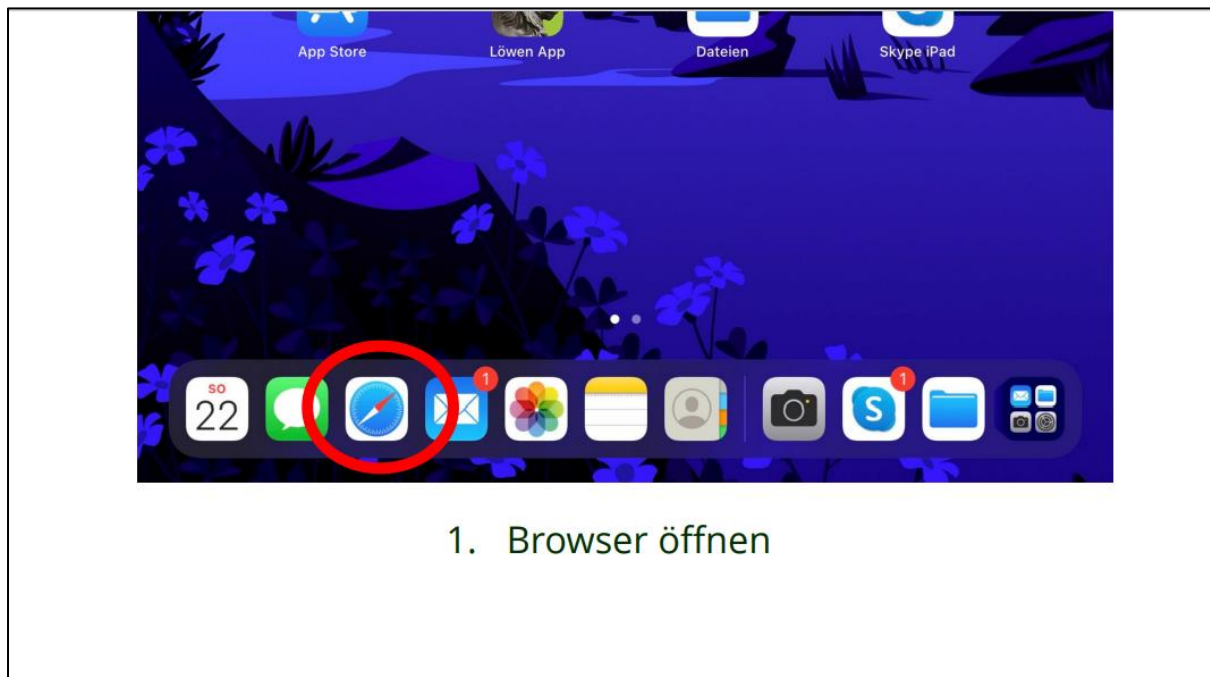 App Store Löwen App Dateien Skype iPad
SO
22
1
S
1
1. Browser öffnen